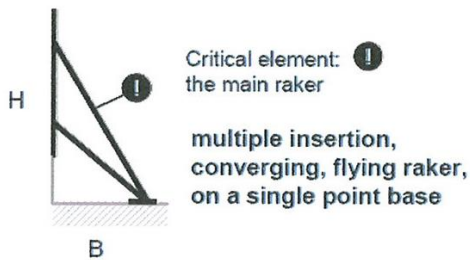 Critical element: !
the main raker
!
H
multiple insertion,
converging, flying raker,
on a single point base
B